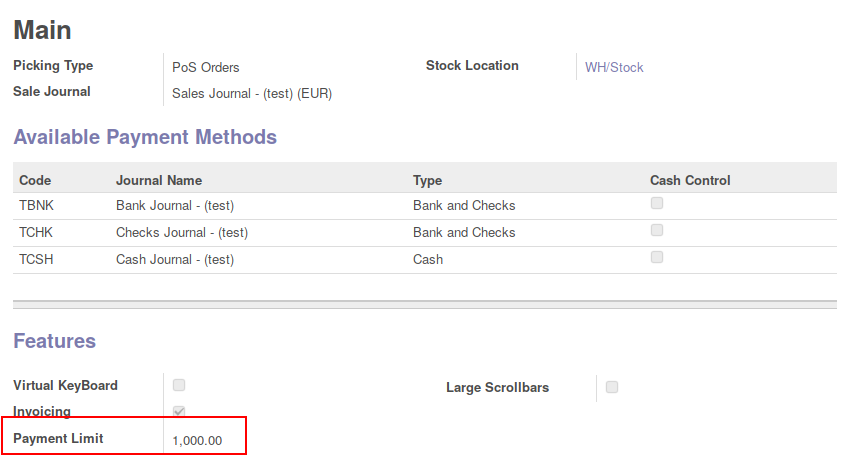 Main
Picking Type PoS Orders Stock Location WH/Stock
Sale Journal Sales Journal - (test) (EUR)
Available Payment Methods
Code Journal Name Type Cash Control
TBNK Bank Journal - (test) Bank and Checks
TCHK Checks Journal - (test) Bank and Checks
TCSH Cash Journal - (test) Cash
Features
Virtual KeyBoard Large Scrollbars
Invoicing
Payment Limit 1,000.00